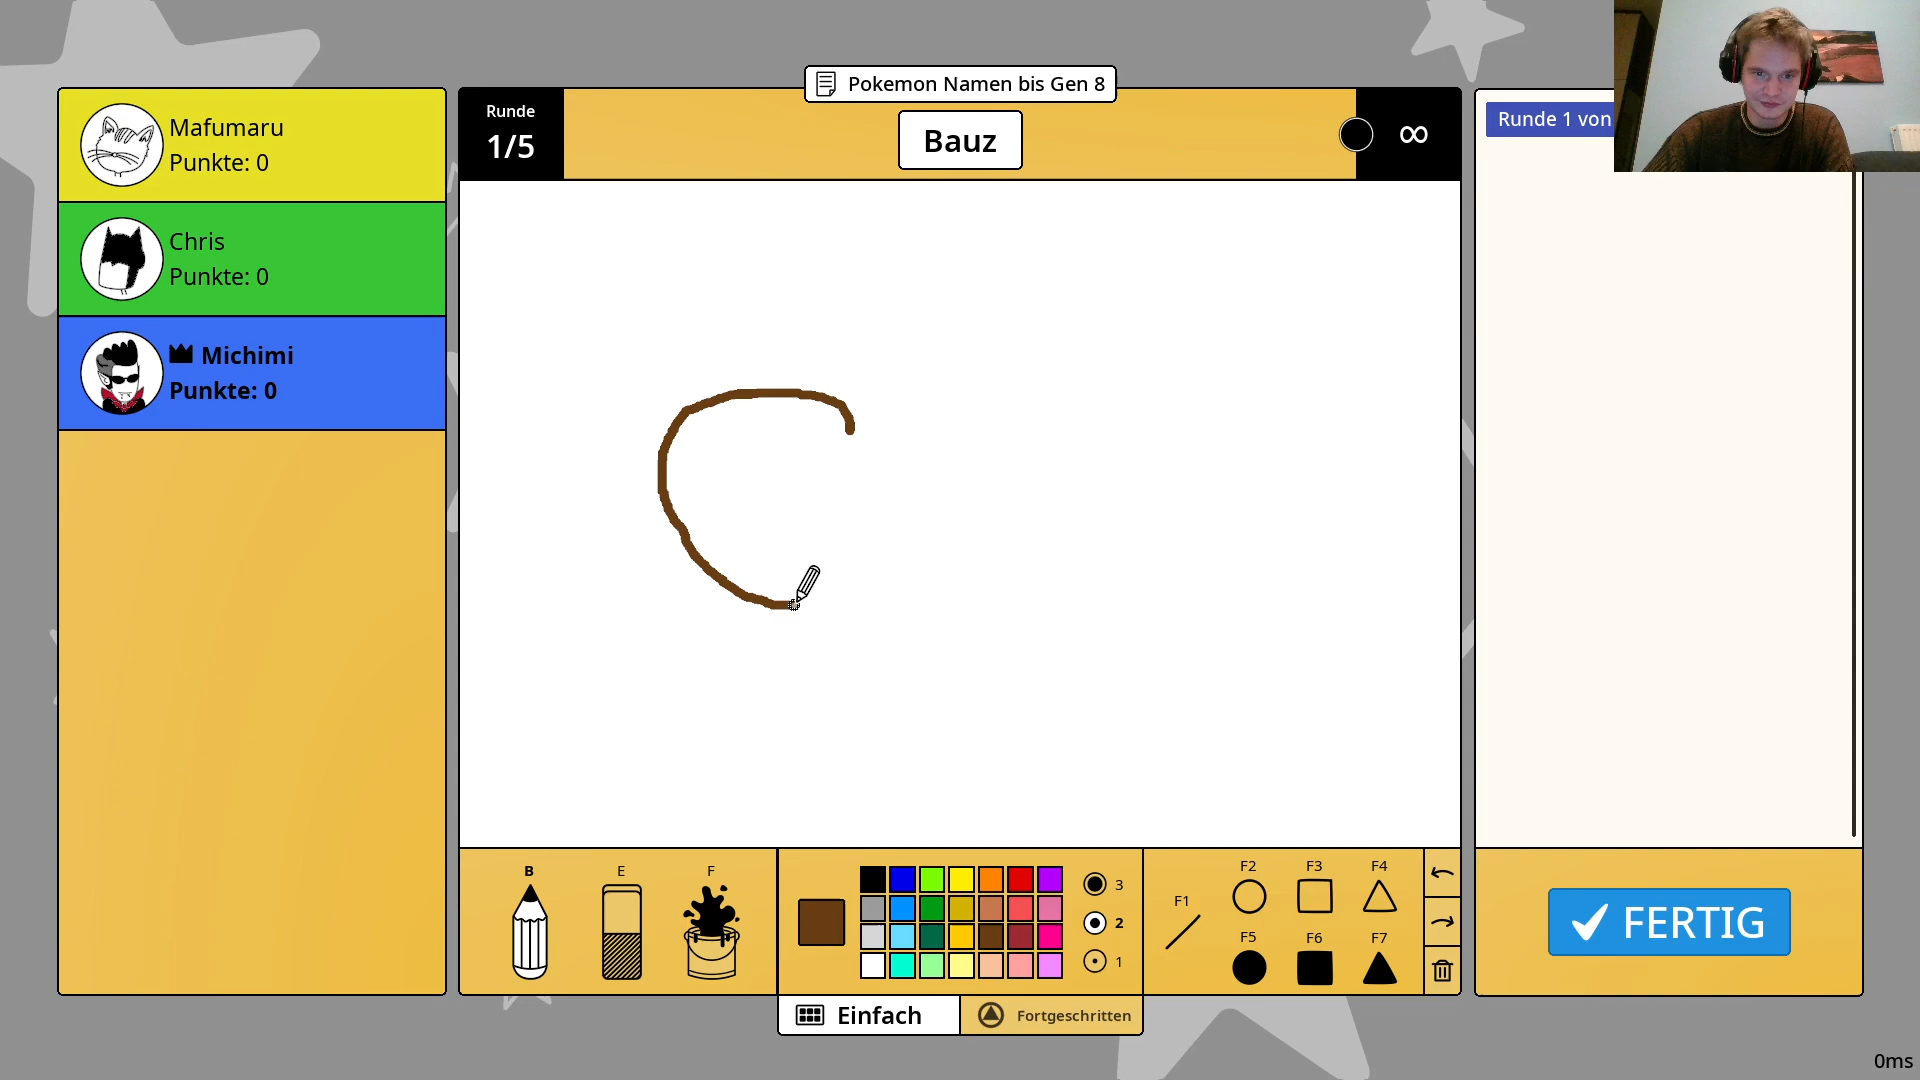 Pokemon Namen bis Gen 8
Mafumaru
Punkte: 0
Chris
Punkte: 0
Michimi
Punkte: 0
Runde
1/5
Bauz
∞
Runde 1 von
B
E
F
3
2
1
F1
F2
F3
F4
F5
F6
F7
FERTIG
Einfach
Fortgeschritten
0ms